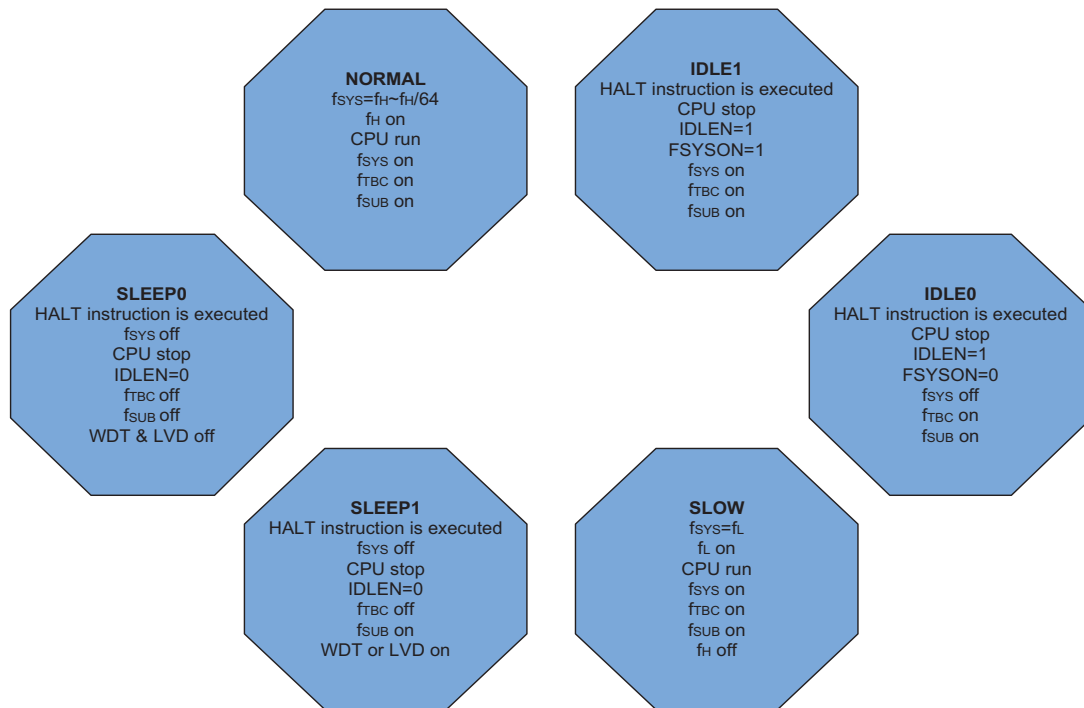 NORMAL
fSYS=fH~fH/64
fH on
CPU run
fSYS on
fTBC on
fSUB on
IDLE1
HALT instruction is executed
CPU stop
IDLEN=1
FSYSON=1
fSYS on
fTBC on
fSUB on
SLEEP0
HALT instruction is executed
fSYS off
CPU stop
IDLEN=0
fTBC off
fSUB off
WDT & LVD off
IDLE0
HALT instruction is executed
CPU stop
IDLEN=1
FSYSON=0
fSYS off
fTBC on
fSUB on
SLEEP1
HALT instruction is executed
fSYS off
CPU stop
IDLEN=0
fTBC off
fSUB on
WDT or LVD on
SLOW
fSYS=fL
fL on
CPU run
fSYS on
fTBC on
fSUB on
fH off